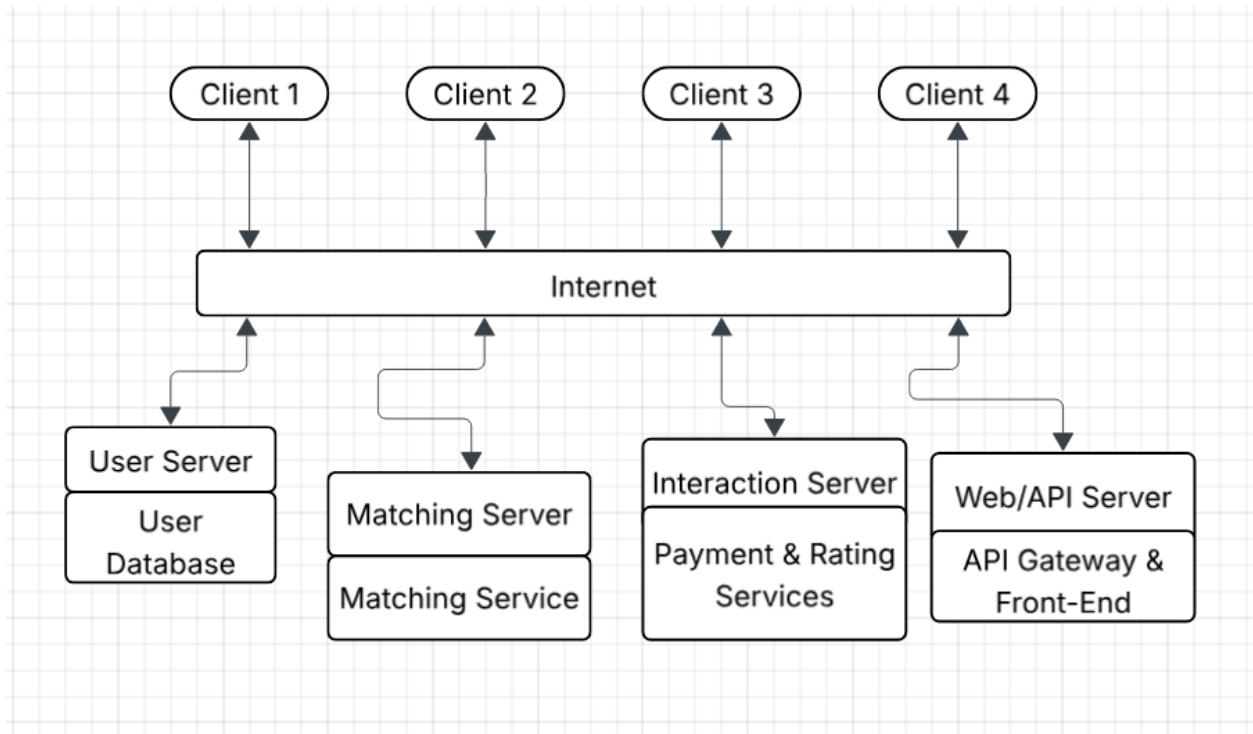 Client 1
Client 2
Client 3
Client 4
Internet
User Server
User
Database
Matching Server
Matching Service
Interaction Server
Payment & Rating
Services
Web/API Server
API Gateway &
Front-End